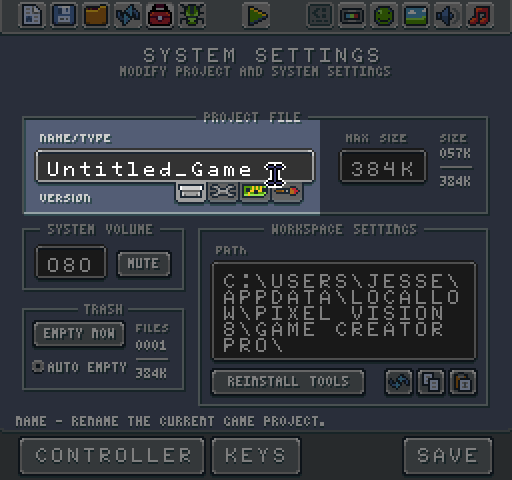 SYSTEM SETTINGS
MODIFY PROJECT AND SYSTEM SETTINGS
PROJECT FILE
NAME/TYPE
Untitled_Game
VERSION
MAX SIZE
384K
SIZE
057K
384K
SYSTEM VOLUME
080
MUTE
TRASH
EMPTY NOW
AUTO EMPTY
FILES
0001
384K
WORKSPACE SETTINGS
PATH
C:\USERS\JESSE\
APPDATA\LOCALLO
W\PIXEL VISION
8\GAME CREATOR
PRO\
REINSTALL TOOLS
NAME - RENAME THE CURRENT GAME PROJECT.
CONTROLLER
KEYS
SAVE